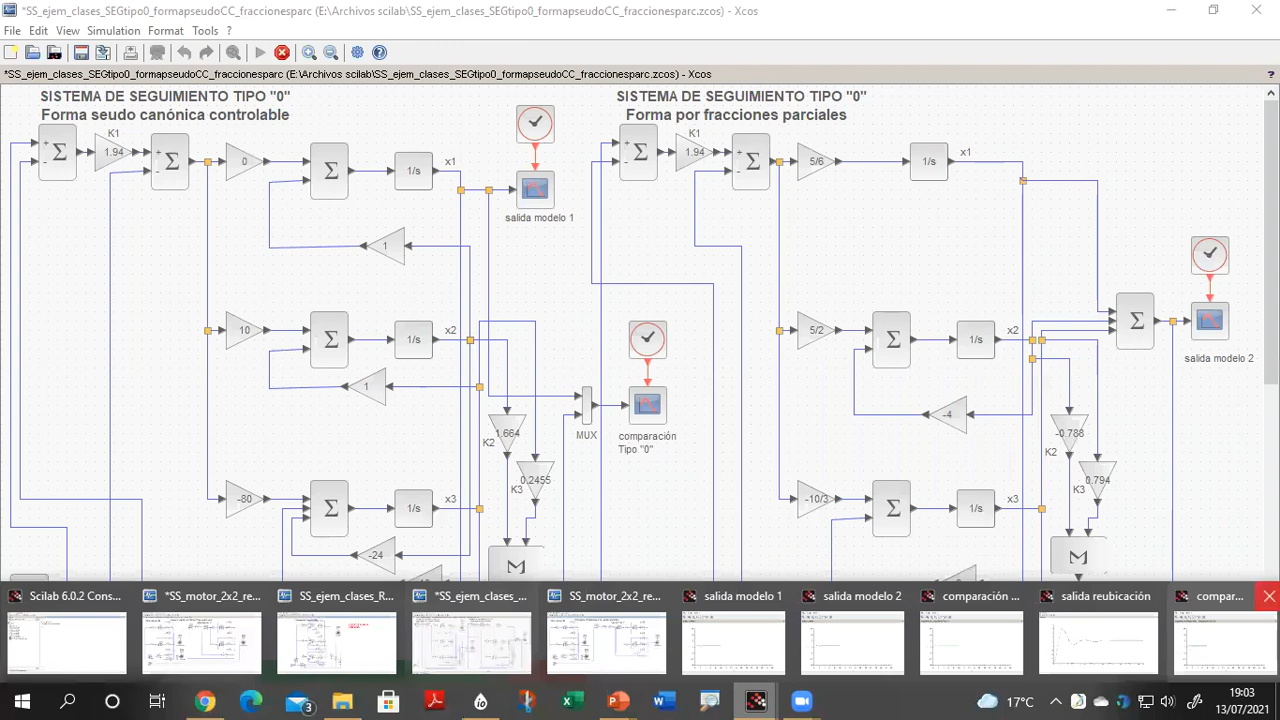 *SS_ejem_clases_SEGtipo0_formapseudoCC_fraccionesparc (E:\Archivos scilab\SS_ejem_clases_SEGtipo0_formapseudoCC_fraccionesparc.zcos) - Xcos
File Edit View Simulation Format Tools ?
*SS_ejem_clases_SEGtipo0_formapseudoCC_fraccionesparc (E:\Archivos scilab\SS_ejem_clases_SEGtipo0_formapseudoCC_fraccionesparc.zcos) - Xcos ?
SISTEMA DE SEGUIMIENTO TIPO "0"
Forma seudo canónica controlable
K1
1.94
+
-
Σ
+
-
Σ
0
Σ
1/s
x1
salida modelo 1
1
10
Σ
1/s
x2
1
K2
1.664
K3
0.2455
-80
Σ
1/s
x3
-24
MUX
comparación
Tipo "0"
SISTEMA DE SEGUIMIENTO TIPO "0"
Forma por fracciones parciales
K1
1.94
+
-
Σ
+
-
Σ
5/6
1/s
x1
5/2
Σ
1/s
x2
-4
Σ
salida modelo 2
K2
-0.788
K3
0.794
-10/3
Σ
1/s
x3
Scilab 6.0.2 Cons...
*SS_motor_2x2_re...
SS_ejem_clases_R...
*SS_ejem_clases_...
SS_motor_2x2_re...
salida modelo 1
salida modelo 2
comparación ...
salida reubicación
compar...
3
17°C
19:03
13/07/2021